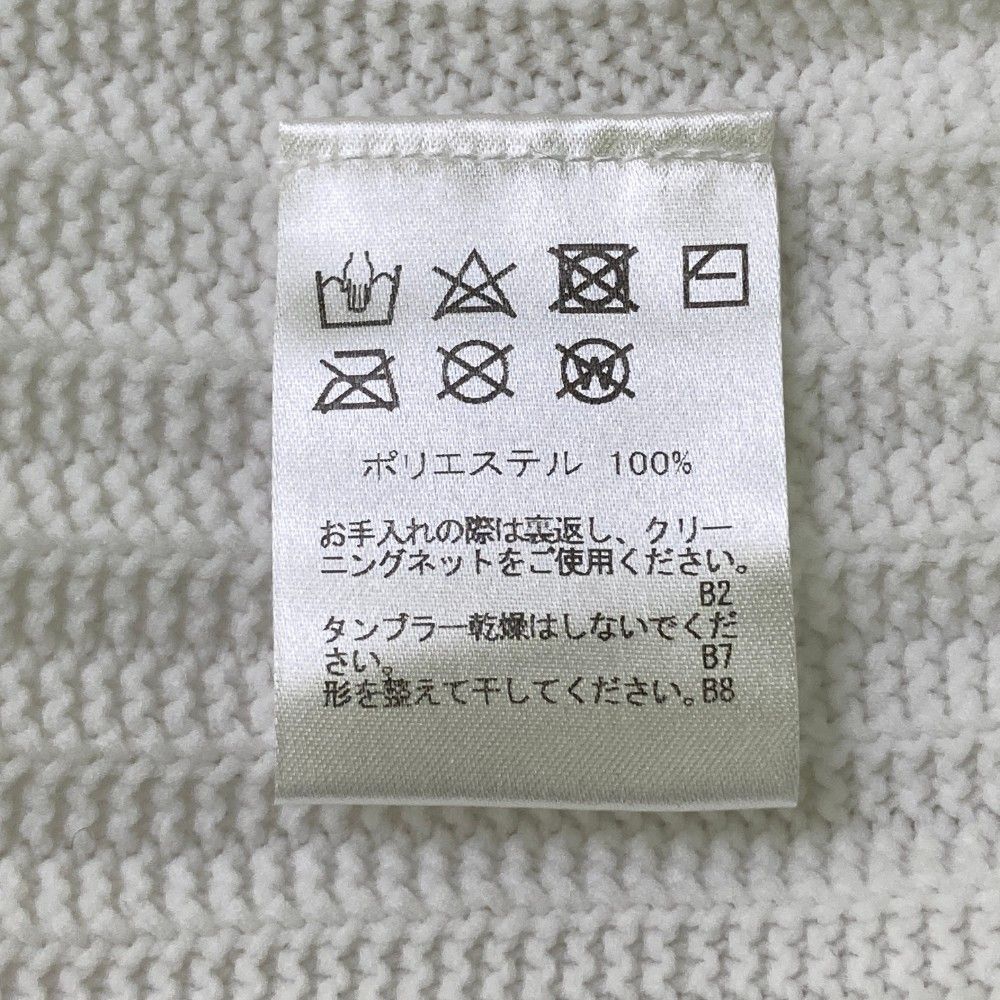 W
ポリエステル 100%
お手入れの際は裏返し、クリー
ニングネットをご使用ください。
B2
タンブラー乾燥はしないでくだ
さい。 B7
形を整えて干してください。B8